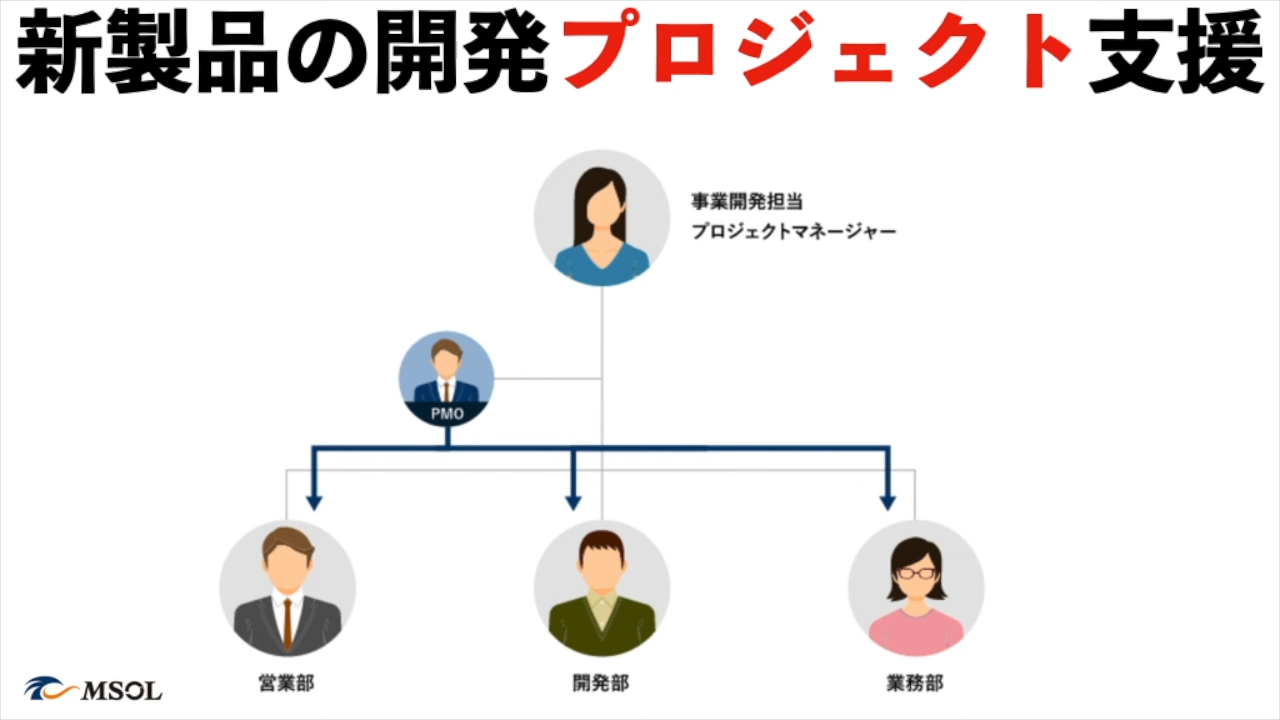 新製品の開発プロジェクト支援
事業開発担当
プロジェクトマネージャー
PMO
営業部
開発部
業務部
MSOL